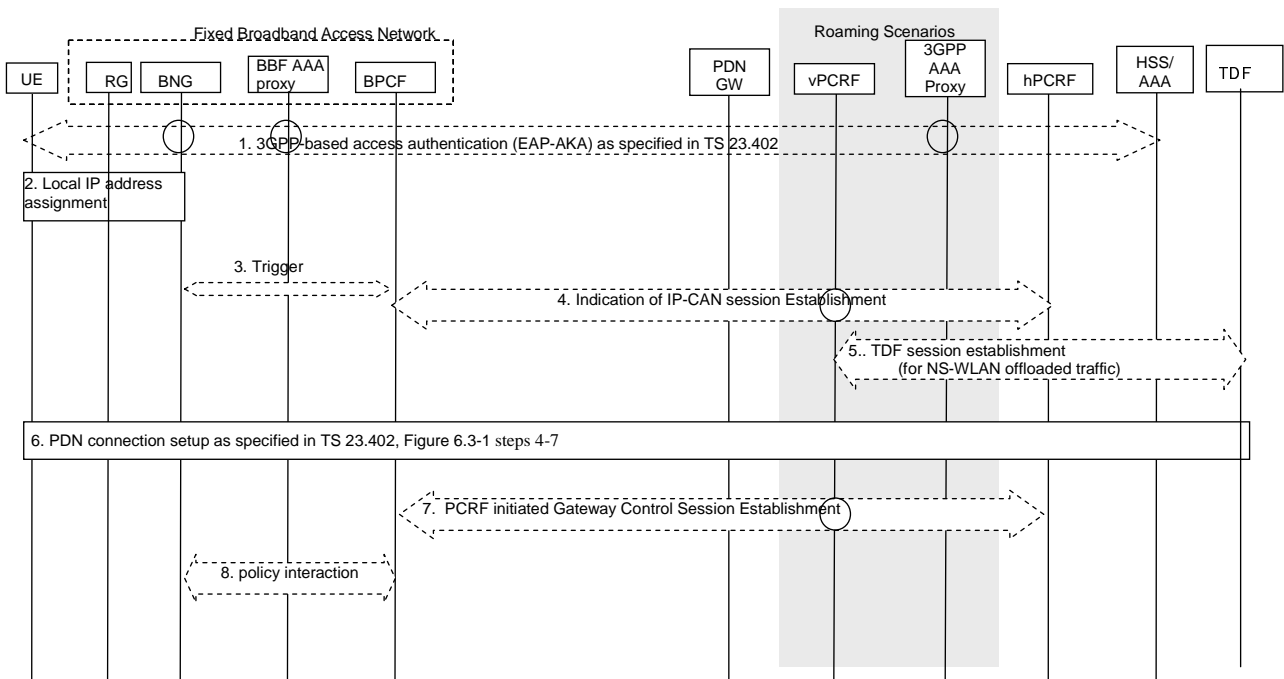 Fixed Broadband Access Network
Roaming Scenarios
UE
RG
BNG
BBF AAA
proxy
BPCF
PDN
GW
vPCRF
3GPP
AAA
Proxy
hPCRF
HSS/
AAA
TDF
1. 3GPP-based access authentication (EAP-AKA) as specified in TS 23.402
2. Local IP address
assignment
3. Trigger
4. Indication of IP-CAN session Establishment
5.. TDF session establishment
(for NS-WLAN offloaded traffic)
6. PDN connection setup as specified in TS 23.402, Figure 6.3-1 steps 4-7
7. PCRF initiated Gateway Control Session Establishment
8. policy interaction